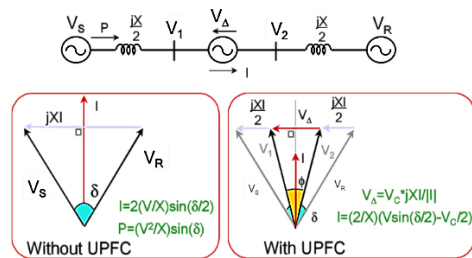 V_S P jX/2 V_1 V_Δ V_2 jX/2 V_R
I
jXI I
V_S V_R
δ
I=2(V/X)sin(δ/2)
P=(V²/X)sin(δ)
Without UPFC
jXI/2 V_Δ jXI/2
V_1 I V_2
V_S ϕ V_R
δ
V_Δ=V_C*jXI/|I|
I=(2/X)(Vsin(δ/2)-V_C/2)
With UPFC